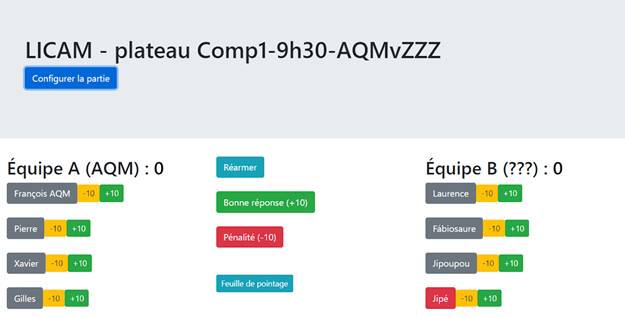 LICAM - plateau Comp1-9h30-AQMvZZZ
Configurer la partie
Équipe A (AQM) : 0
François AQM -10 +10
Pierre -10 +10
Xavier -10 +10
Gilles -10 +10
Réarmer
Bonne réponse (+10)
Pénalité (-10)
Feuille de pointage
Équipe B (???) : 0
Laurence -10 +10
Fábiosaure -10 +10
Jipoupou -10 +10
Jipé -10 +10